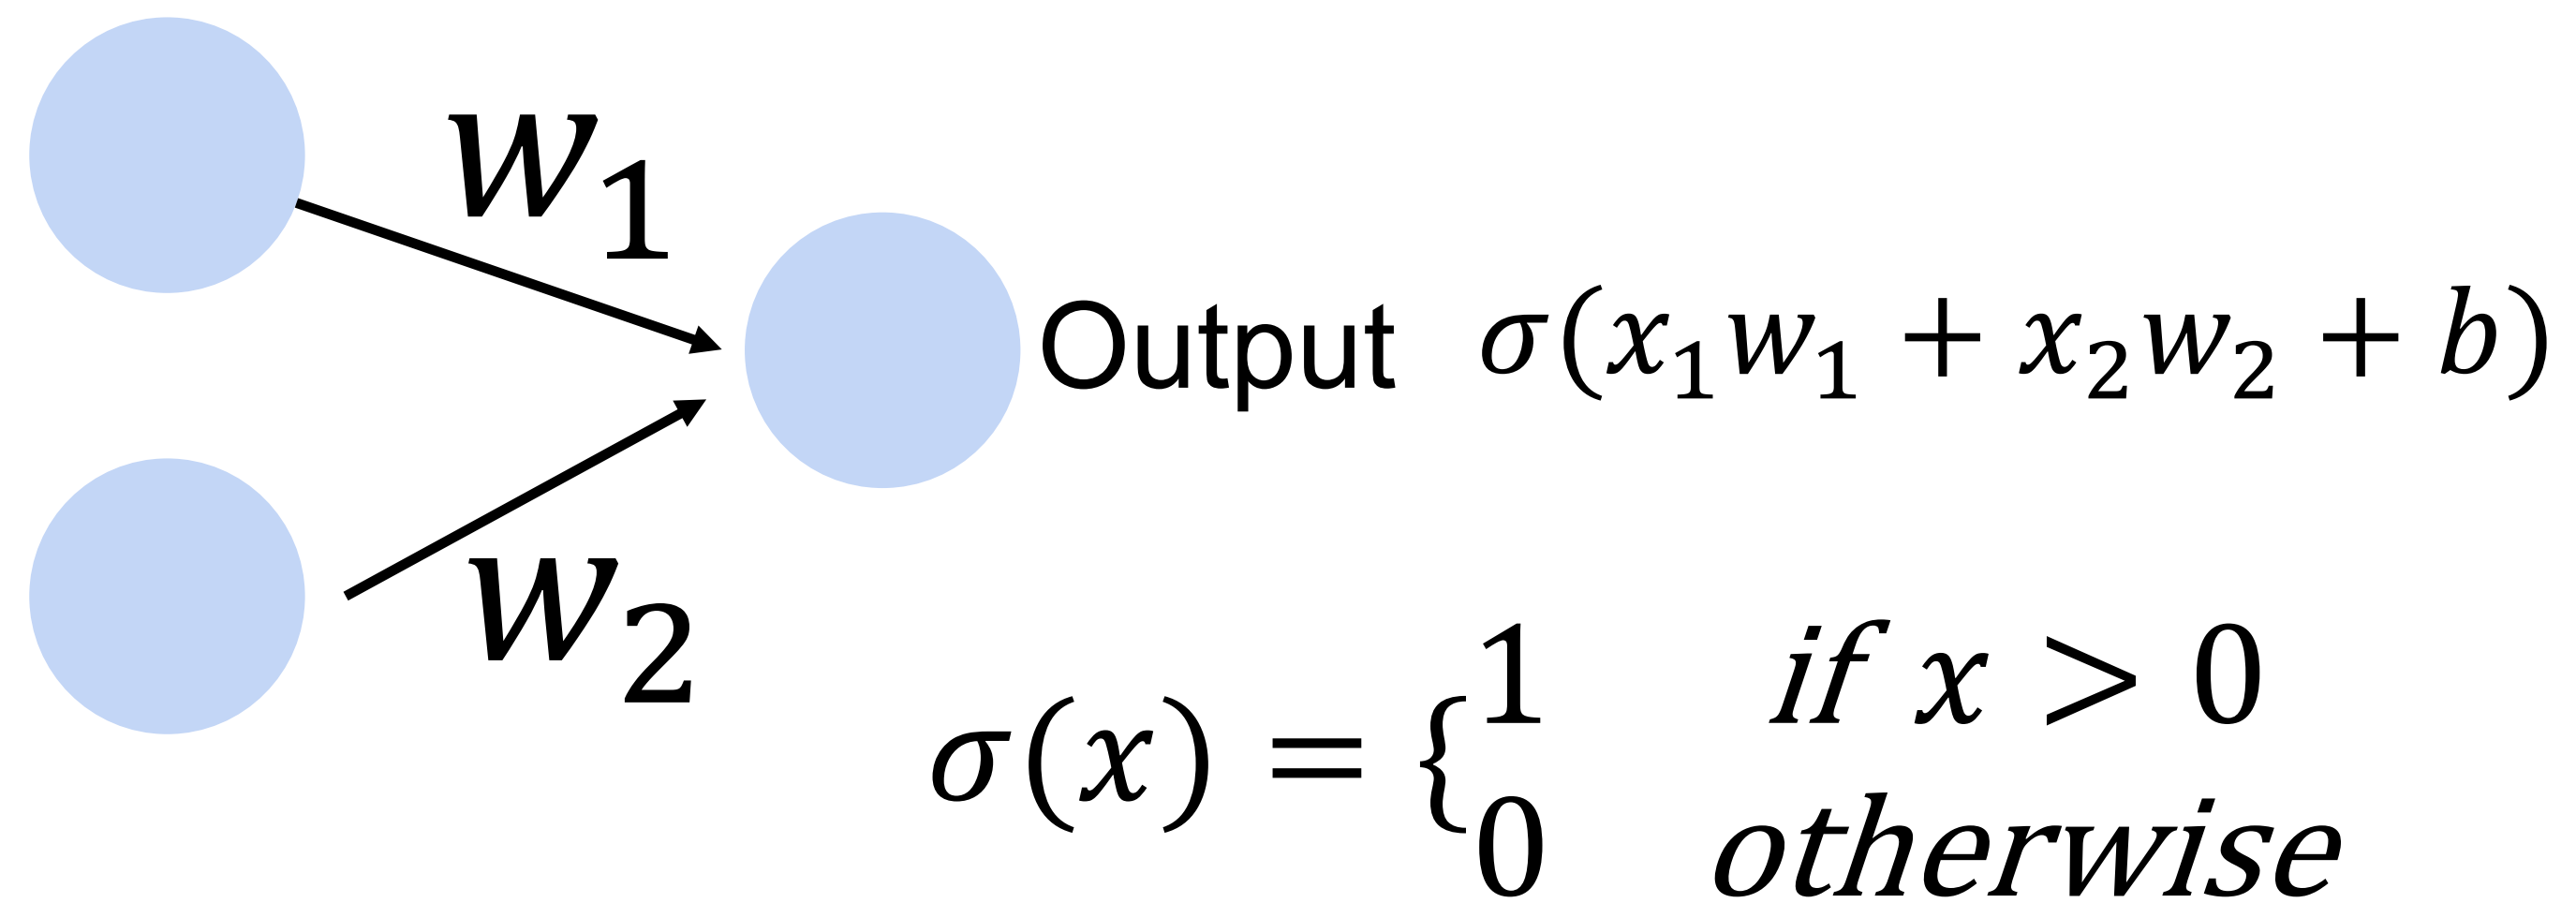 w₁
Output σ(x₁w₁ + x₂w₂ + b)
w₂
σ(x) = {1 if x > 0
0 otherwise